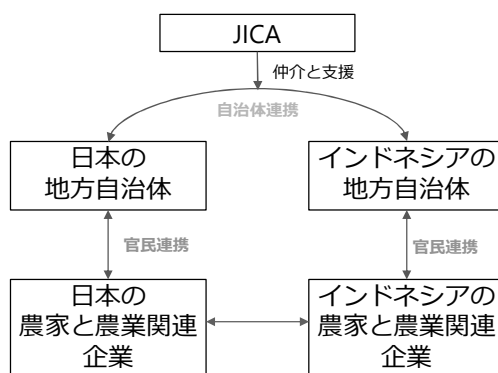 JICA
仲介と支援
自治体連携
日本の
地方自治体
インドネシアの
地方自治体
官民連携
官民連携
日本の
農家と農業関連
企業
インドネシアの
農家と農業関連
企業